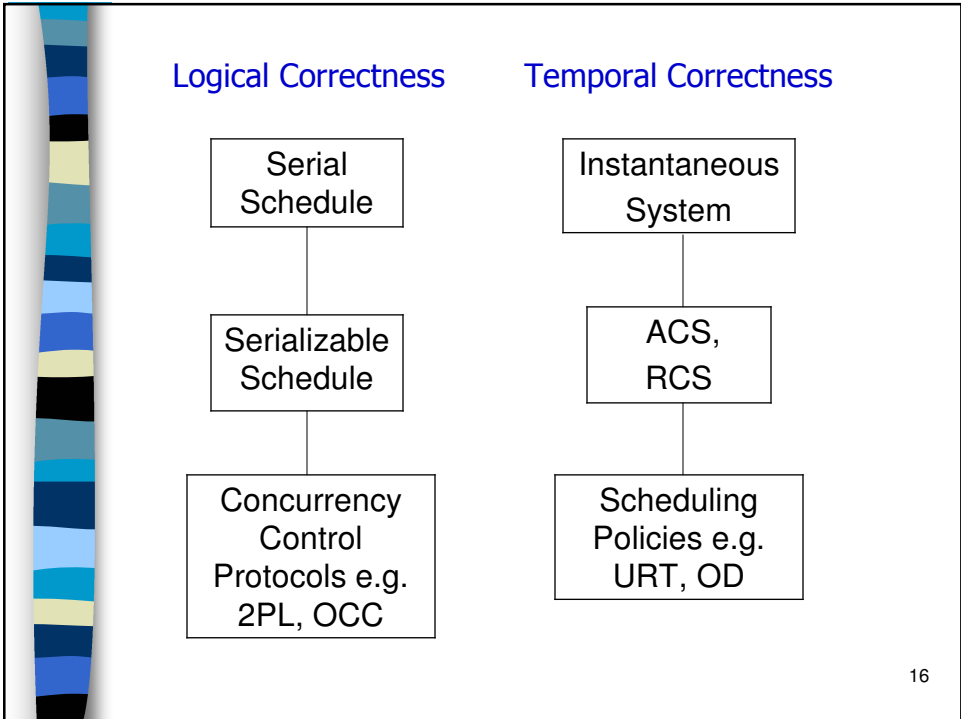 Logical Correctness
Temporal Correctness
Serial
Schedule
Instantaneous
System
Serializable
Schedule
ACS,
RCS
Concurrency
Control
Protocols e.g.
2PL, OCC
Scheduling
Policies e.g.
URT, OD
16